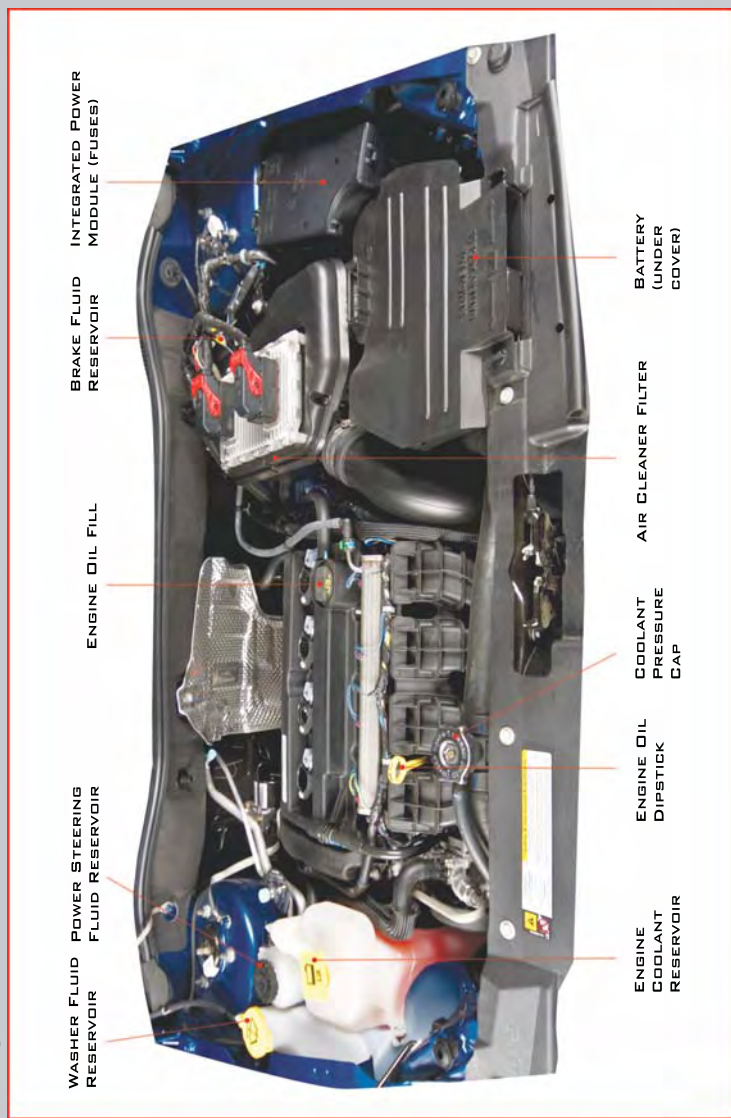 WASHER FLUID
RESERVOIR
POWER STEERING
FLUID RESERVOIR
ENGINE OIL FILL
BRAKE FLUID
RESERVOIR
INTEGRATED POWER
MODULE (FUSES)
ENGINE
COOLANT
RESERVOIR
ENGINE OIL
DIPSTICK
COOLANT
PRESSURE
CAP
AIR CLEANER FILTER
BATTERY
(UNDER
COVER)